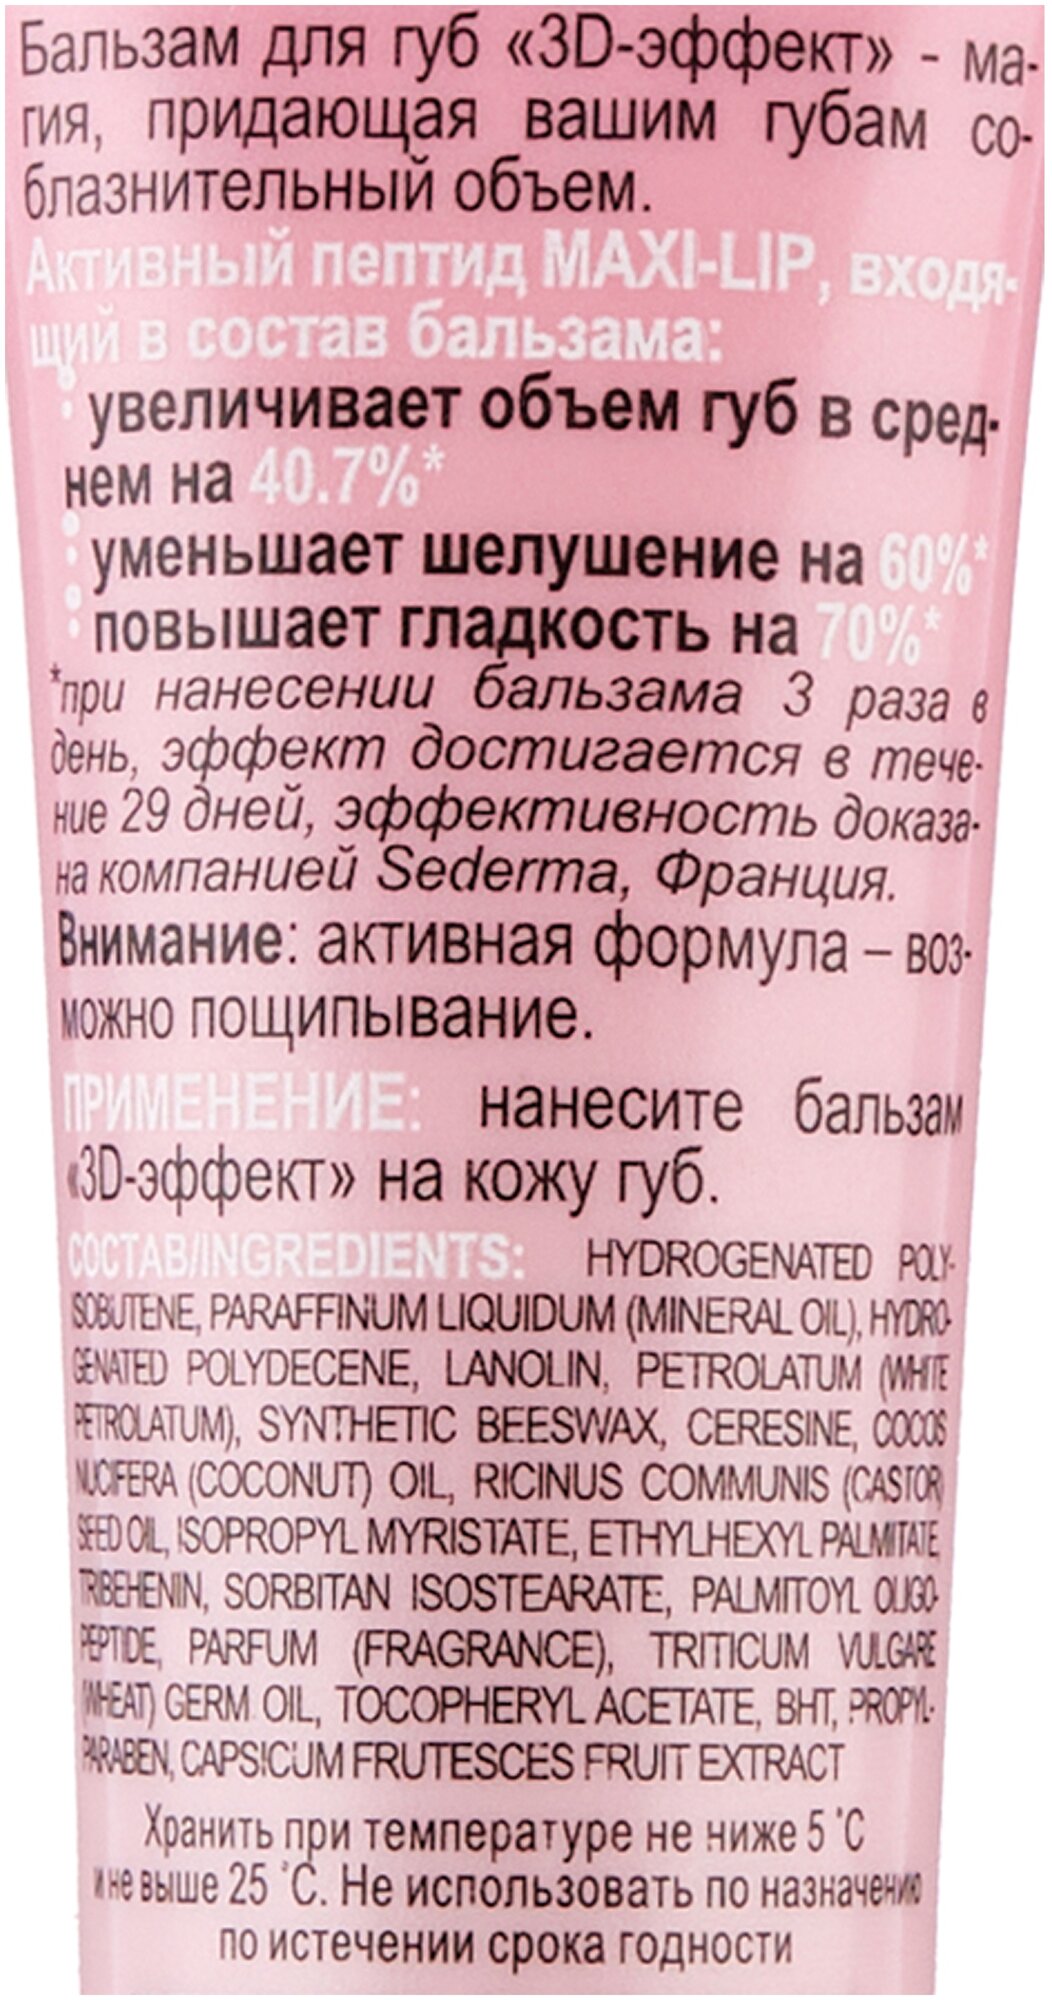 Бальзам для губ «3D-эффект» - ма-
гия, придающая вашим губам со-
блазнительный объем.
Активный пептид MAXI-LIP, входя-
щий в состав бальзама:
увеличивает объем губ в сред-
нем на 40.7%*
уменьшает шелушение на 60%*
повышает гладкость на 70%*
*при нанесении бальзама 3 раза в
день, эффект достигается в тече-
ние 29 дней, эффективность доказа-
на компанией Sederma, Франция.
Внимание: активная формула – воз-
можно пощипывание.
ПРИМЕНЕНИЕ: нанесите бальзам
«3D-эффект» на кожу губ.
СОСТАВ/INGREDIENTS: HYDROGENATED POLY-
ISOBUTENE, PARAFFINUM LIQUIDUM (MINERAL OIL), HYDRO-
GENATED POLYDECENE, LANOLIN, PETROLATUM (WHITE
PETROLATUM), SYNTHETIC BEESWAX, CERESINE, COCOS
NUCIFERA (COCONUT) OIL, RICINUS COMMUNIS (CASTOR)
SEED OIL, ISOPROPYL MYRISTATE, ETHYLHEXYL PALMITATE,
TRIBEHENIN, SORBITAN ISOSTEARATE, PALMITOYL OLIGO-
PEPTIDE, PARFUM (FRAGRANCE), TRITICUM VULGARE
(WHEAT) GERM OIL, TOCOPHERYL ACETATE, BHT, PROPYL-
PARABEN, CAPSICUM FRUTESCES FRUIT EXTRACT
Хранить при температуре не ниже 5 °C
и не выше 25 °C. Не использовать по назначению
по истечении срока годности